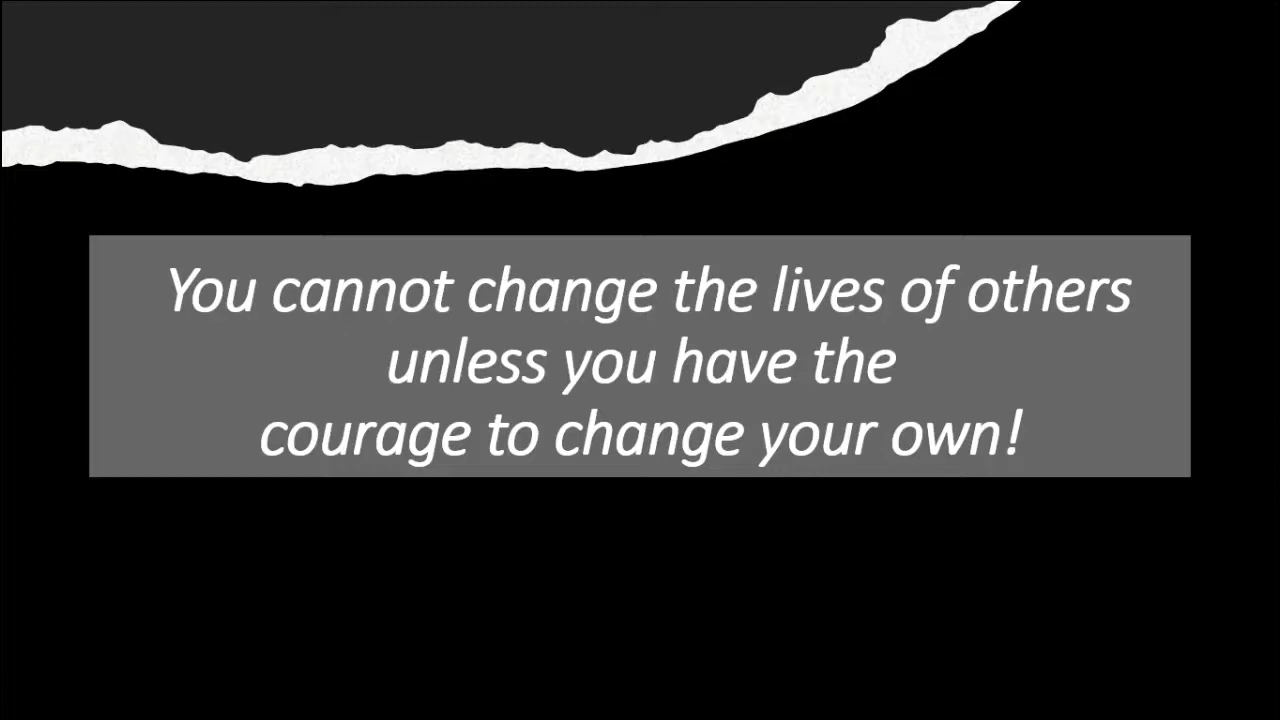 You cannot change the lives of others
unless you have the
courage to change your own!